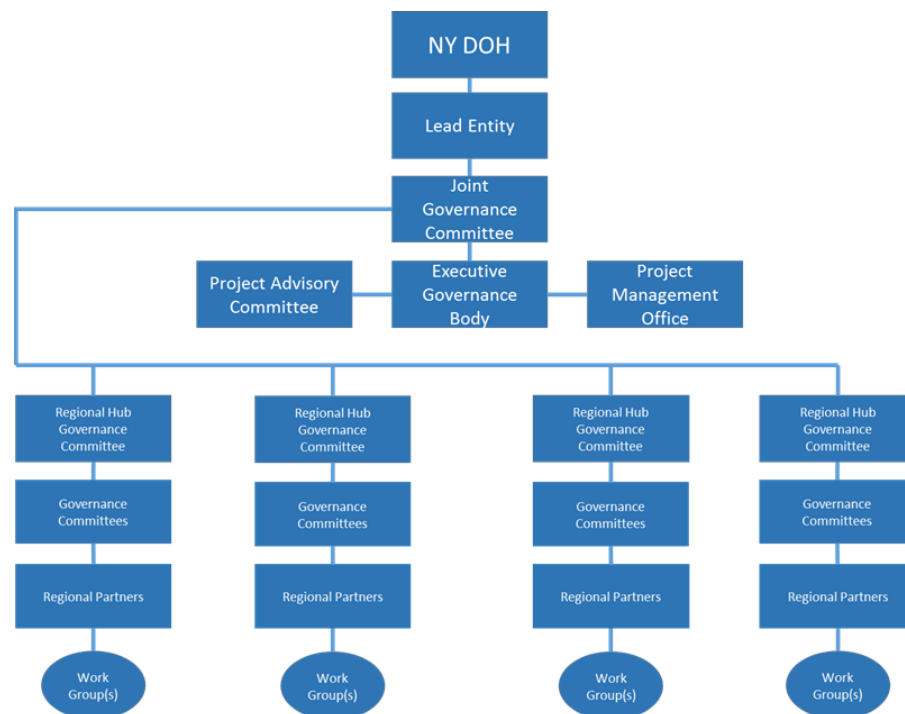 NY DOH
Lead Entity
Joint
Governance
Committee
Project Advisory
Committee
Executive
Governance
Body
Project
Management
Office
Regional Hub
Governance
Committee
Regional Hub
Governance
Committee
Regional Hub
Governance
Committee
Regional Hub
Governance
Committee
Governance
Committees
Governance
Committees
Governance
Committees
Governance
Committees
Regional Partners
Regional Partners
Regional Partners
Regional Partners
Work
Group(s)
Work
Group(s)
Work
Group(s)
Work
Group(s)